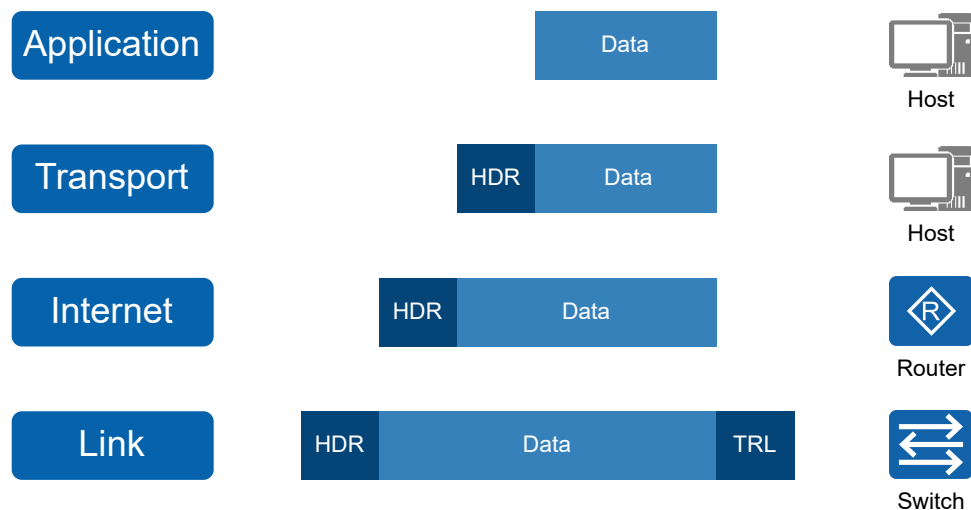 Application
Data
Host
Transport
HDR
Data
Host
Internet
HDR
Data
R
Router
Link
HDR
Data
TRL
Switch